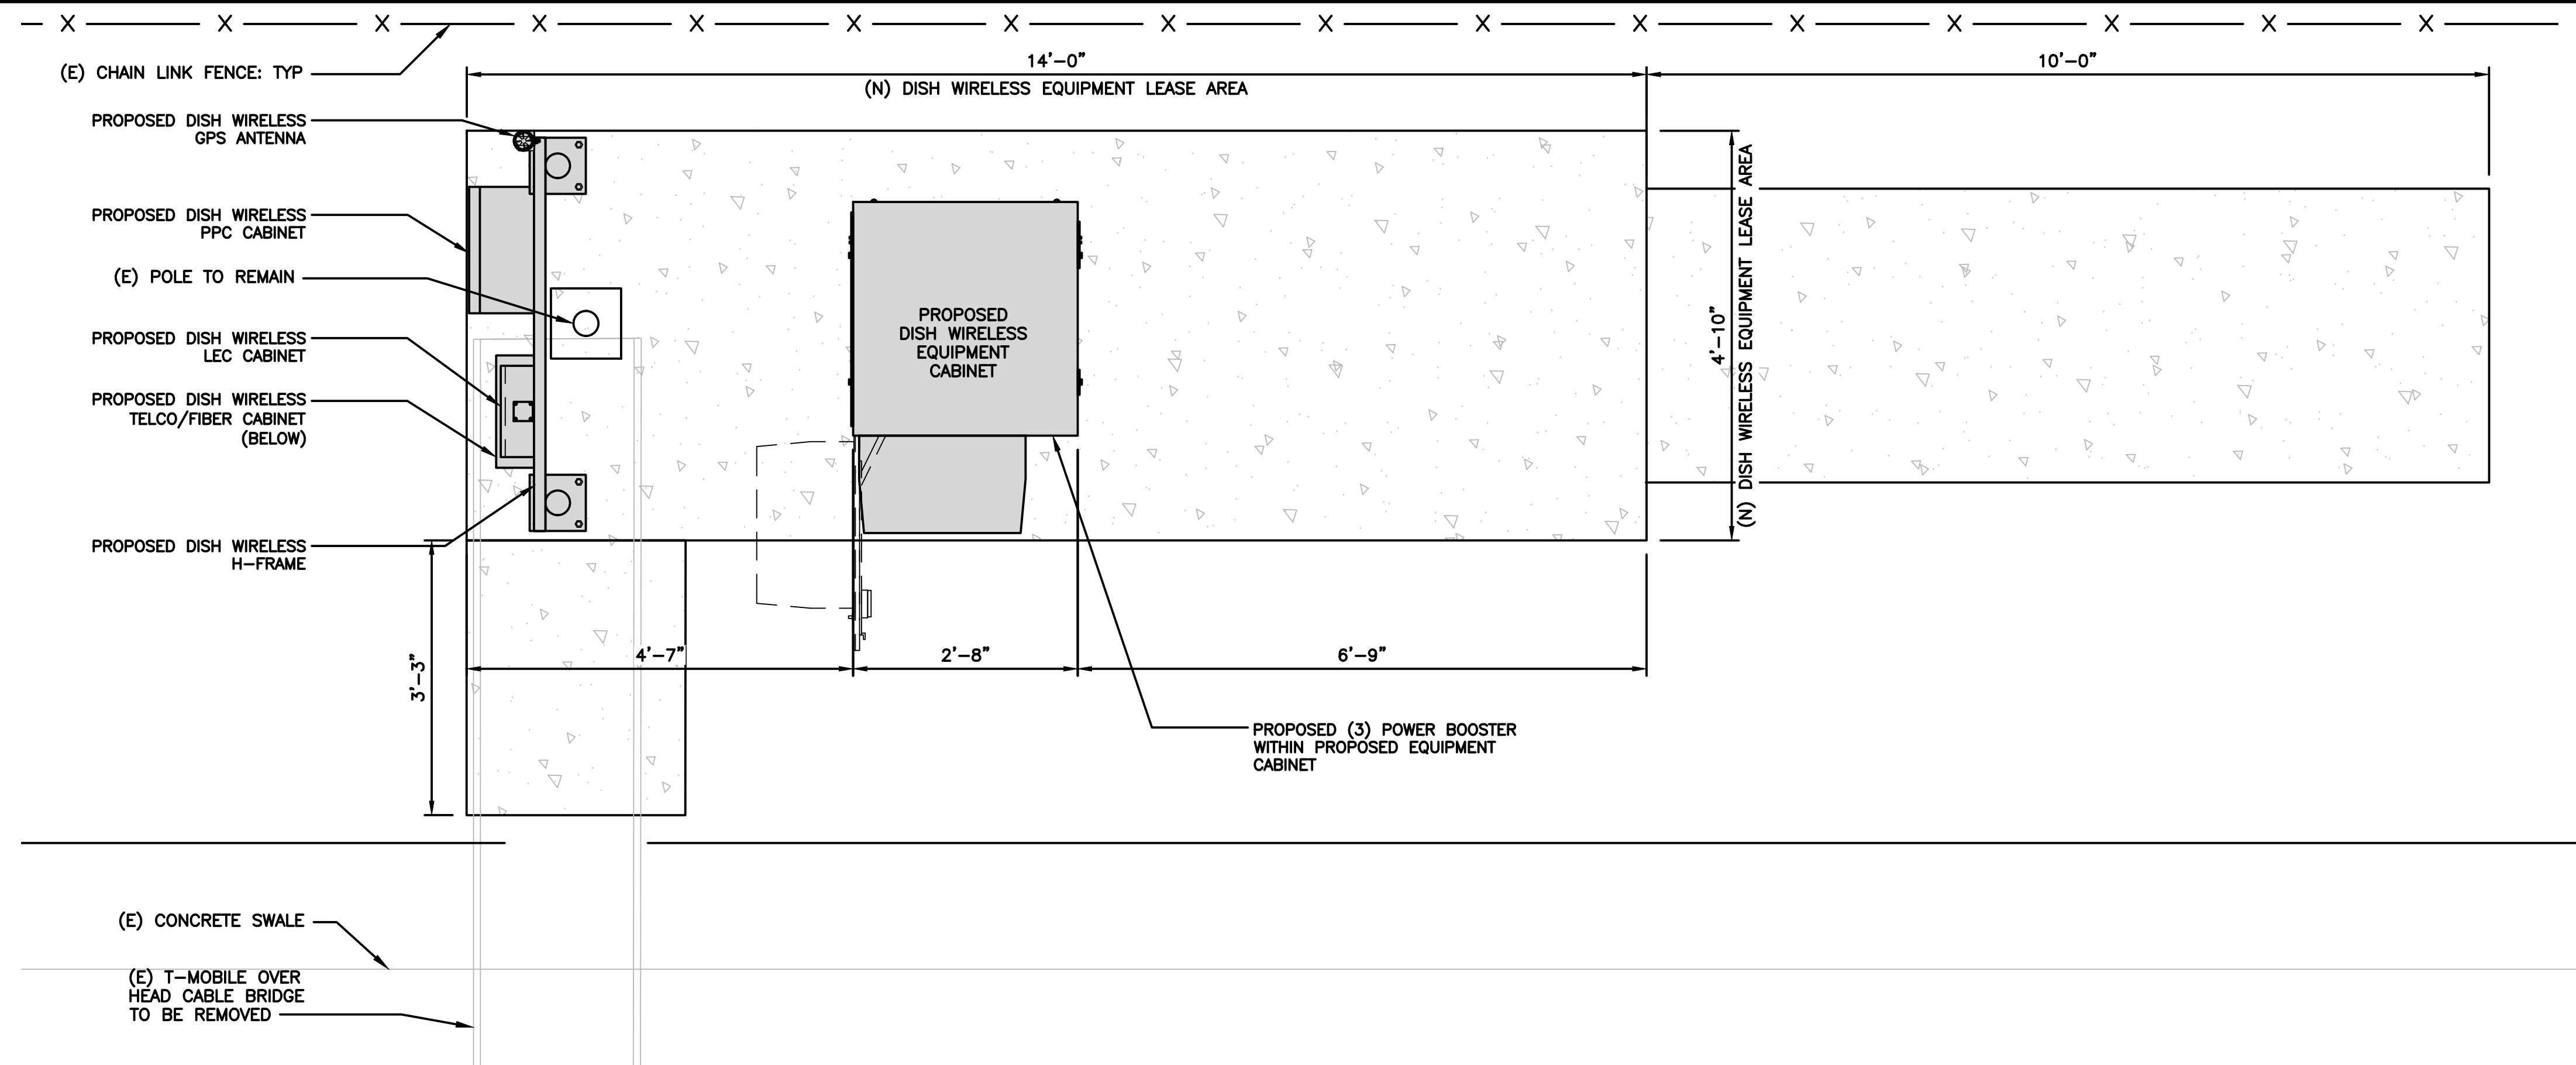 X X X X X X X X X X X X X X X X
(E) CHAIN LINK FENCE: TYP
14'-0"
10'-0"
(N) DISH WIRELESS EQUIPMENT LEASE AREA
PROPOSED DISH WIRELESS
GPS ANTENNA
PROPOSED DISH WIRELESS
PPC CABINET
(E) POLE TO REMAIN
PROPOSED DISH WIRELESS
LEC CABINET
PROPOSED DISH WIRELESS
TELCO/FIBER CABINET
(BELOW)
PROPOSED DISH WIRELESS
H-FRAME
PROPOSED
DISH WIRELESS
EQUIPMENT
CABINET
4'-10"
(N) DISH WIRELESS EQUIPMENT LEASE AREA
3'-3"
4'-7"
2'-8"
6'-9"
PROPOSED (3) POWER BOOSTER
WITHIN PROPOSED EQUIPMENT
CABINET
(E) CONCRETE SWALE
(E) T-MOBILE OVER
HEAD CABLE BRIDGE
TO BE REMOVED